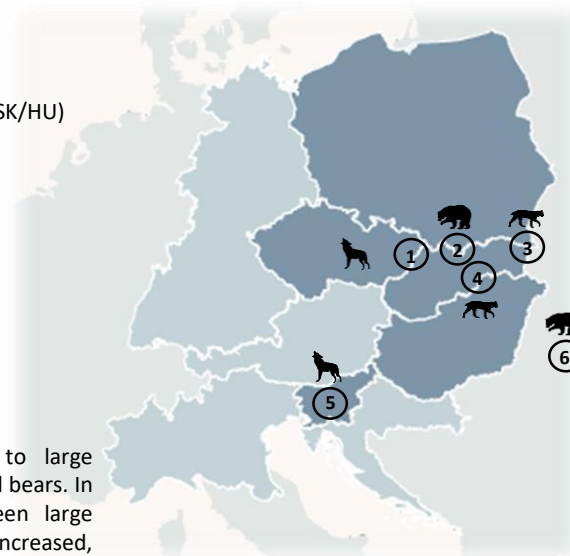 SK/HU)
1
2
3
4
5
6
to large
d bears. In
een large
ncreased,